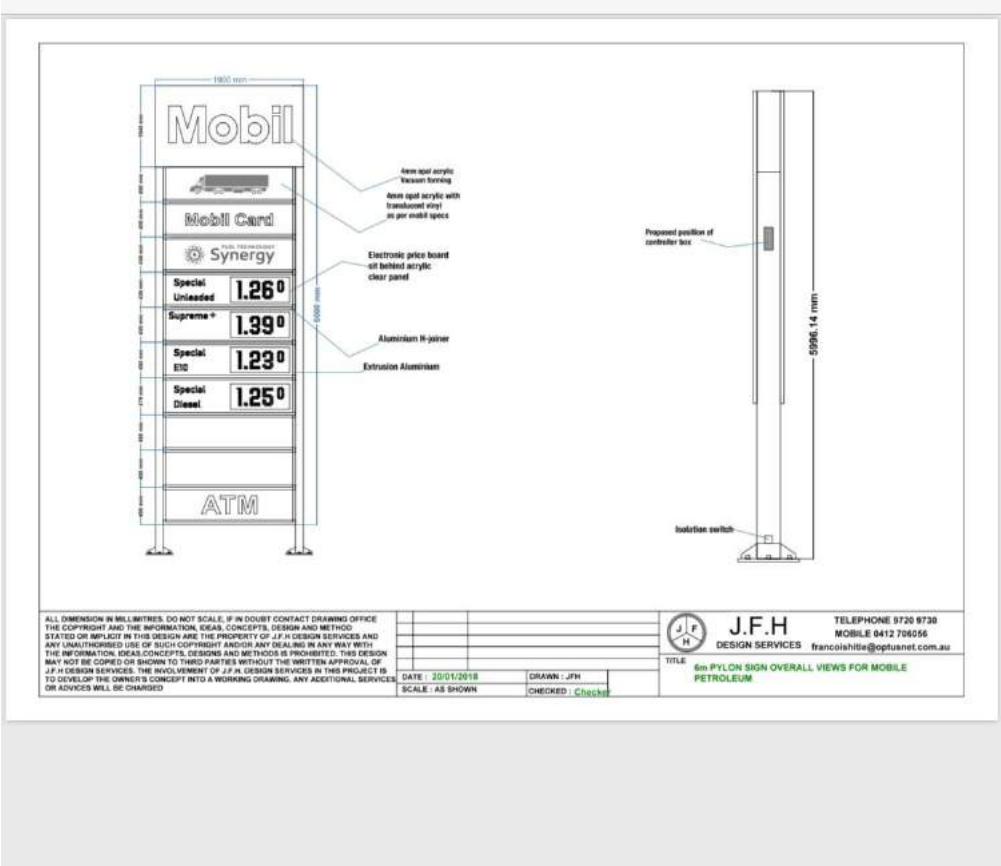 1900 mm
Mobil
4mm opal acrylic
Vacuum forming
4mm opal acrylic with
translucent vinyl
as per mobil specs
Mobil Card
FUEL TECHNOLOGY
Synergy
Electronic price board
sit behind acrylic
clear panel
Special
Unleaded
1.260
Supreme+
1.390
Special
E10
1.230
Special
Diesel
1.250
Aluminium H-joiner
Extrusion Aluminium
6000 mm
ATM
Proposed position of
controller box
5996.14 mm
Isolation switch
ALL DIMENSION IN MILLIMITRES. DO NOT SCALE, IF IN DOUBT CONTACT DRAWING OFFICE
THE COPYRIGHT AND THE INFORMATION, IDEAS, CONCEPTS, DESIGN AND METHOD
STATED OR IMPLICIT IN THIS DESIGN ARE THE PROPERTY OF J.F.H DESIGN SERVICES AND
ANY UNAUTHORISED USE OF SUCH COPYRIGHT AND/OR ANY DEALING IN ANY WAY WITH
THE INFORMATION, IDEAS,CONCEPTS, DESIGNS AND METHODS IS PROHIBITED. THIS DESIGN
MAY NOT BE COPIED OR SHOWN TO THIRD PARTIES WITHOUT THE WRITTEN APPROVAL OF
J.F.H DESIGN SERVICES. THE INVOLVEMENT OF J.F.H. DESIGN SERVICES IN THIS PROJECT IS
TO DEVELOP THE OWNER'S CONCEPT INTO A WORKING DRAWING. ANY ADDITIONAL SERVICES
OR ADVICES WILL BE CHARGED
DATE : 20/01/2018
DRAWN : JFH
SCALE : AS SHOWN
CHECKED : Checker
J F H
J.F.H
DESIGN SERVICES
TELEPHONE 9720 9730
MOBILE 0412 706056
francoishitie@optusnet.com.au
TITLE
6m PYLON SIGN OVERALL VIEWS FOR MOBILE
PETROLEUM